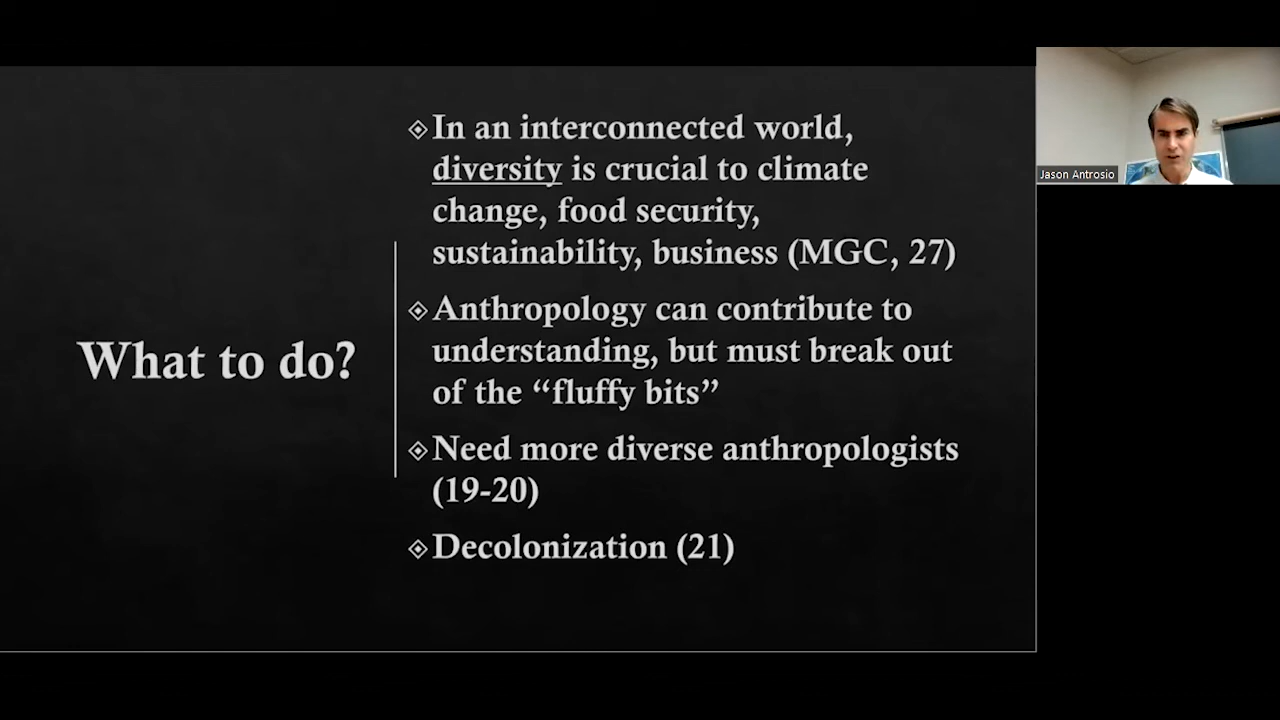 What to do?
In an interconnected world,
diversity is crucial to climate
change, food security,
sustainability, business (MGC, 27)
Anthropology can contribute to
understanding, but must break out
of the “fluffy bits”
Need more diverse anthropologists
(19-20)
Decolonization (21)
Jason Antrosio